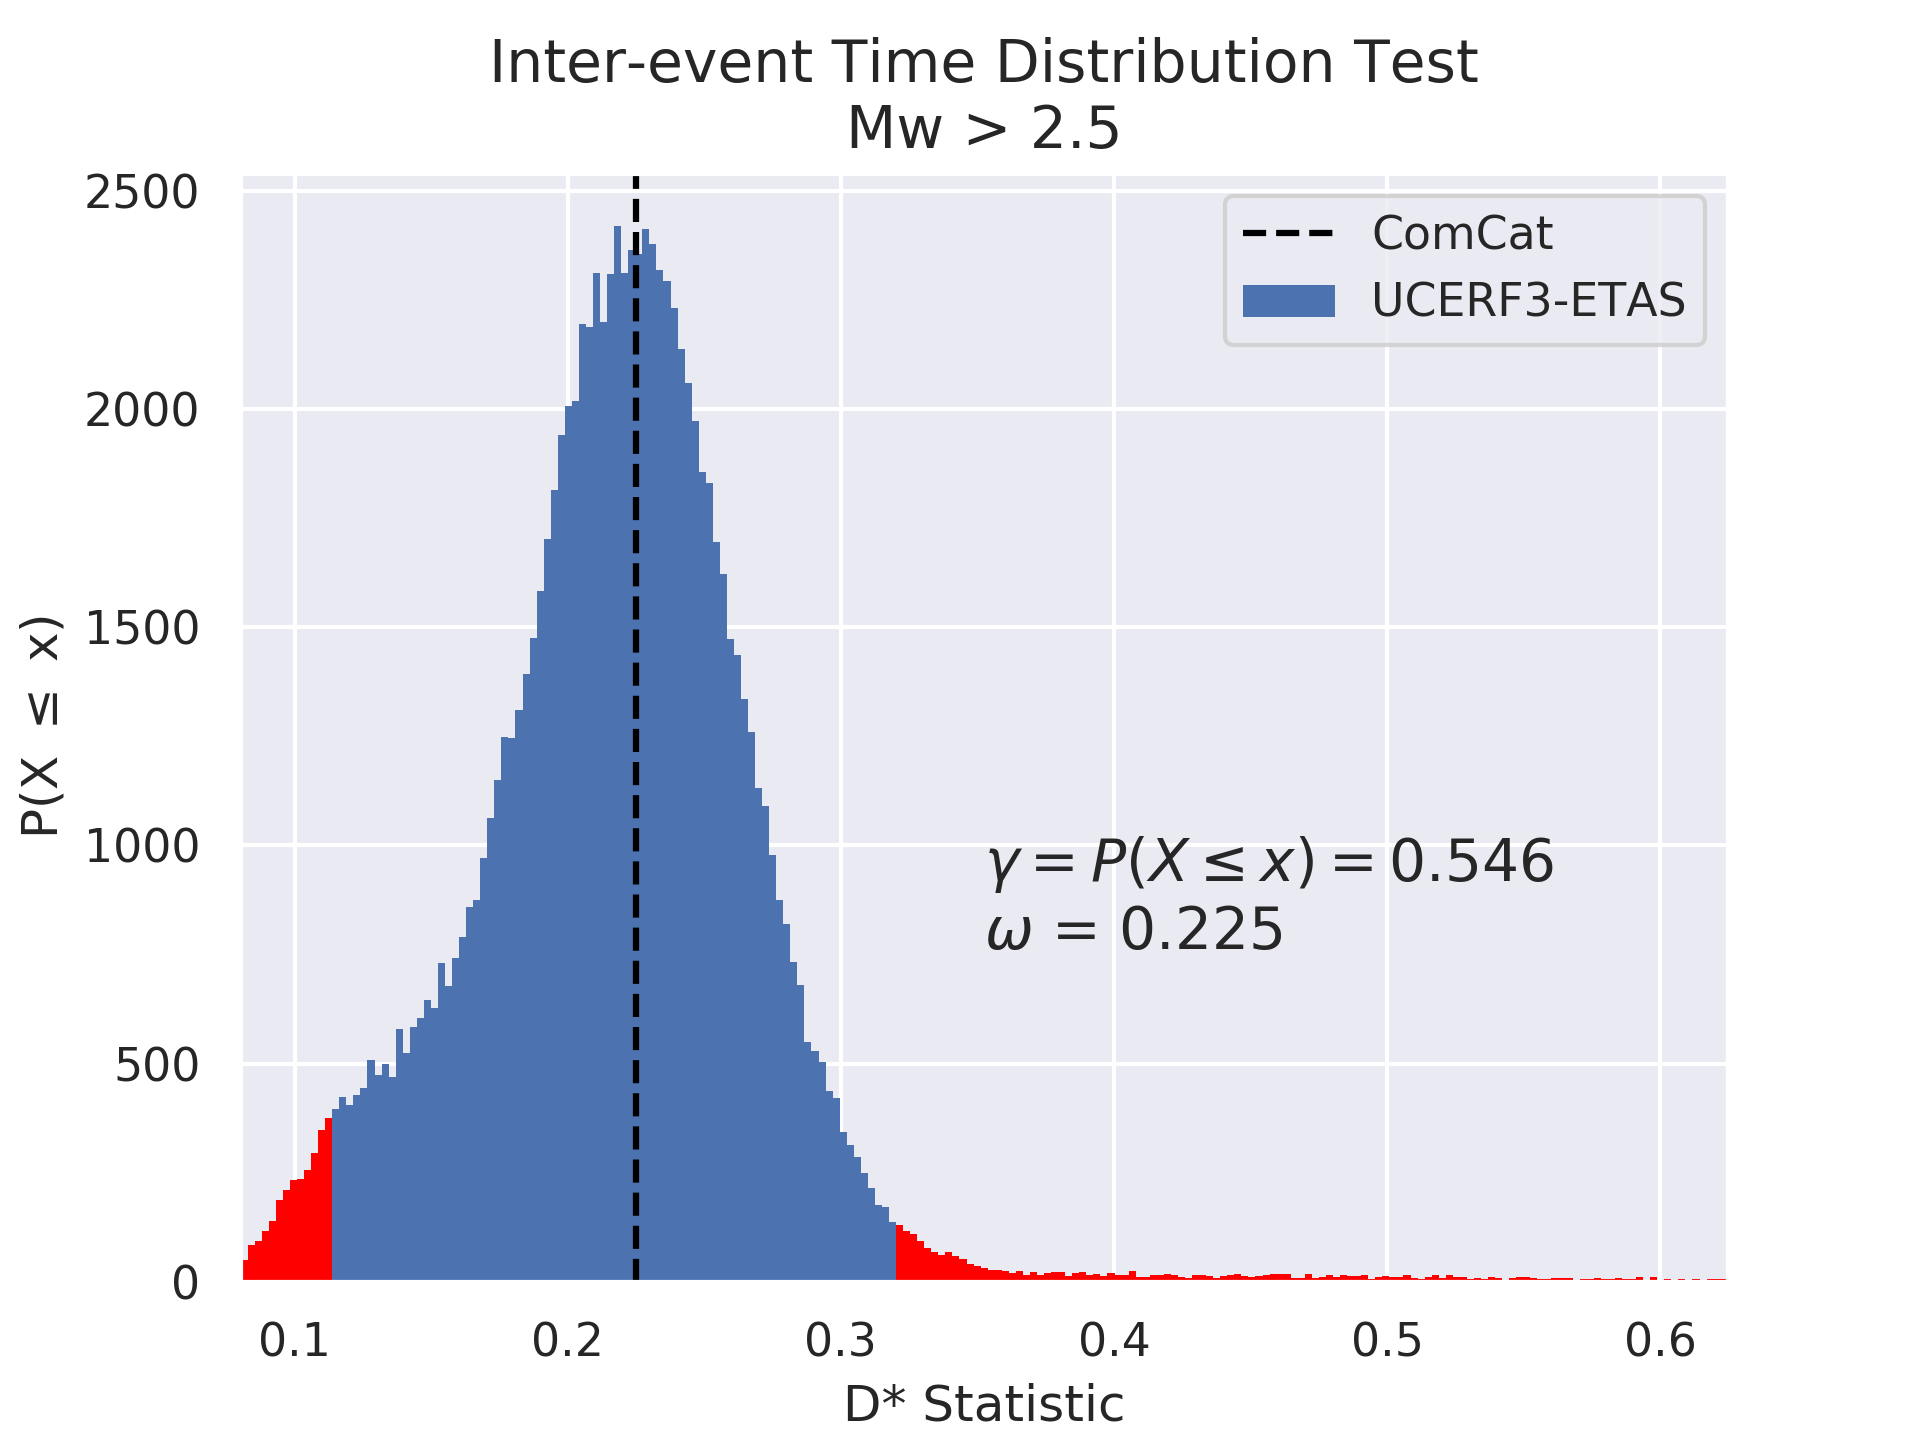 Inter-event Time Distribution Test
Mw > 2.5
2500
2000
1500
1000
500
0
P(X ≤ x)
ComCat
UCERF3-ETAS
γ = P(X ≤ x) = 0.546
ω = 0.225
0.1 0.2 0.3 0.4 0.5 0.6
D* Statistic